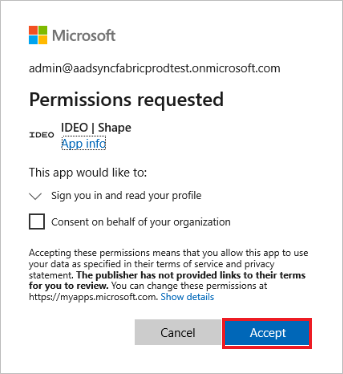 Microsoft
admin@aadsyncfabricprodtest.onmicrosoft.com
Permissions requested
IDEO
IDEO | Shape
App info
This app would like to:
Sign you in and read your profile
Consent on behalf of your organization
Accepting these permissions means that you allow this app to use
your data as specified in their terms of service and privacy
statement. The publisher has not provided links to their terms
for you to review. You can change these permissions at
https://myapps.microsoft.com. Show details
Cancel
Accept